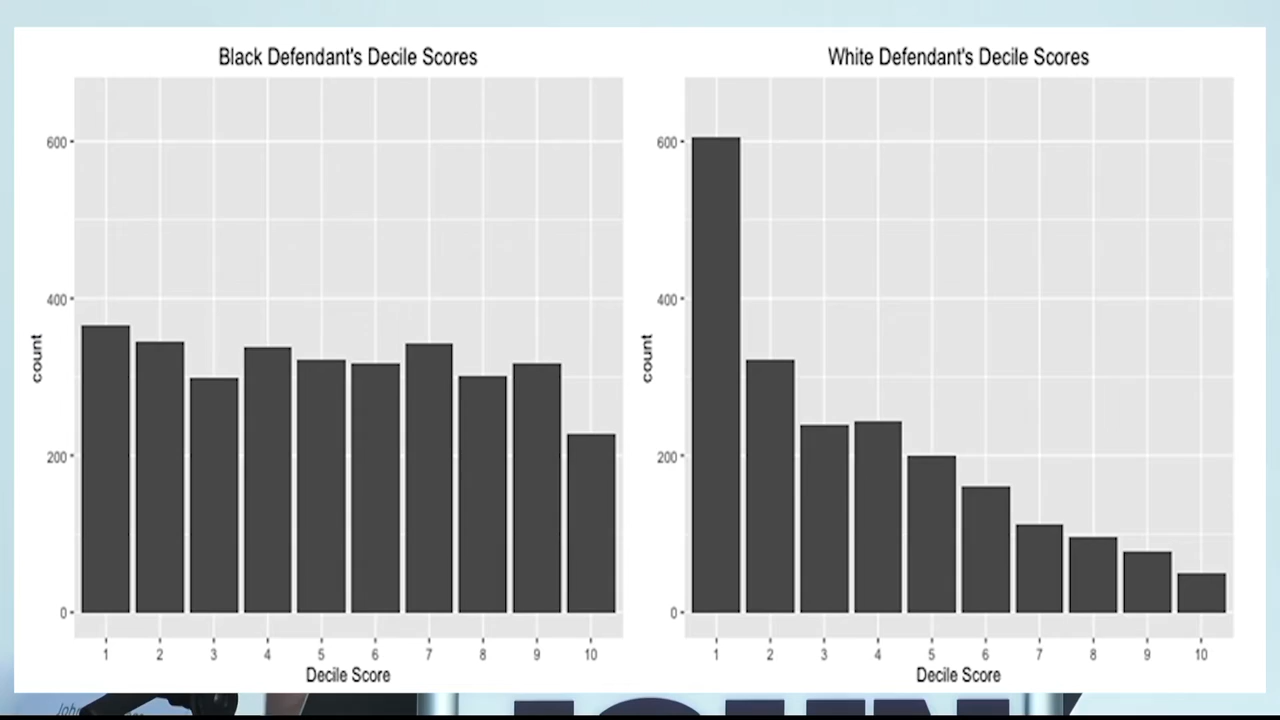 Black Defendant's Decile Scores
600
400
200
0
count
1 2 3 4 5 6 7 8 9 10
Decile Score
White Defendant's Decile Scores
600
400
200
0
count
1 2 3 4 5 6 7 8 9 10
Decile Score